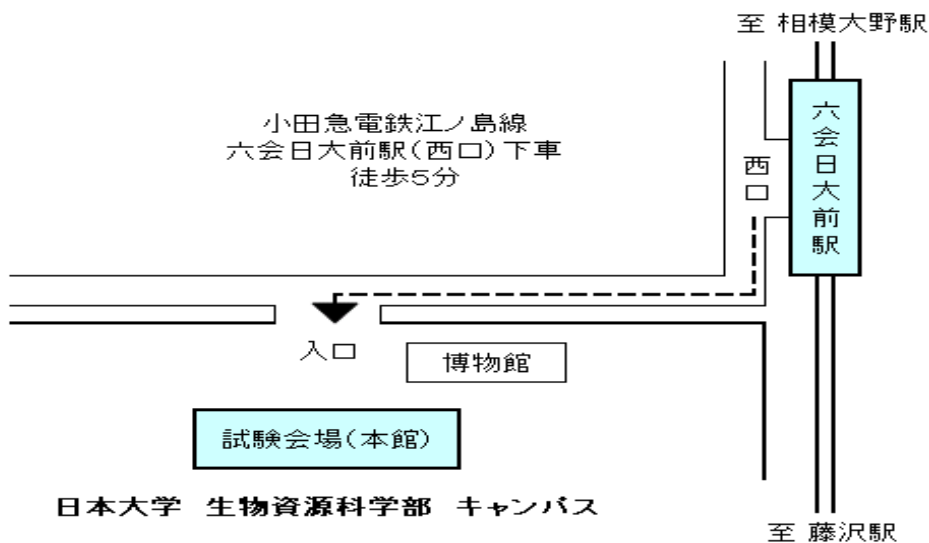 至 相模大野駅
小田急電鉄江ノ島線
六会日大前駅(西口)下車
徒歩5分
六会日大前駅
西口
入口
博物館
試験会場(本館)
日本大学 生物資源科学部 キャンパス
至 藤沢駅